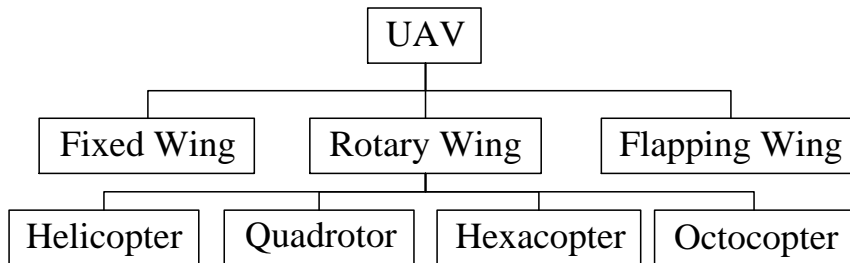 UAV
Fixed Wing
Rotary Wing
Flapping Wing
Helicopter
Quadrotor
Hexacopter
Octocopter